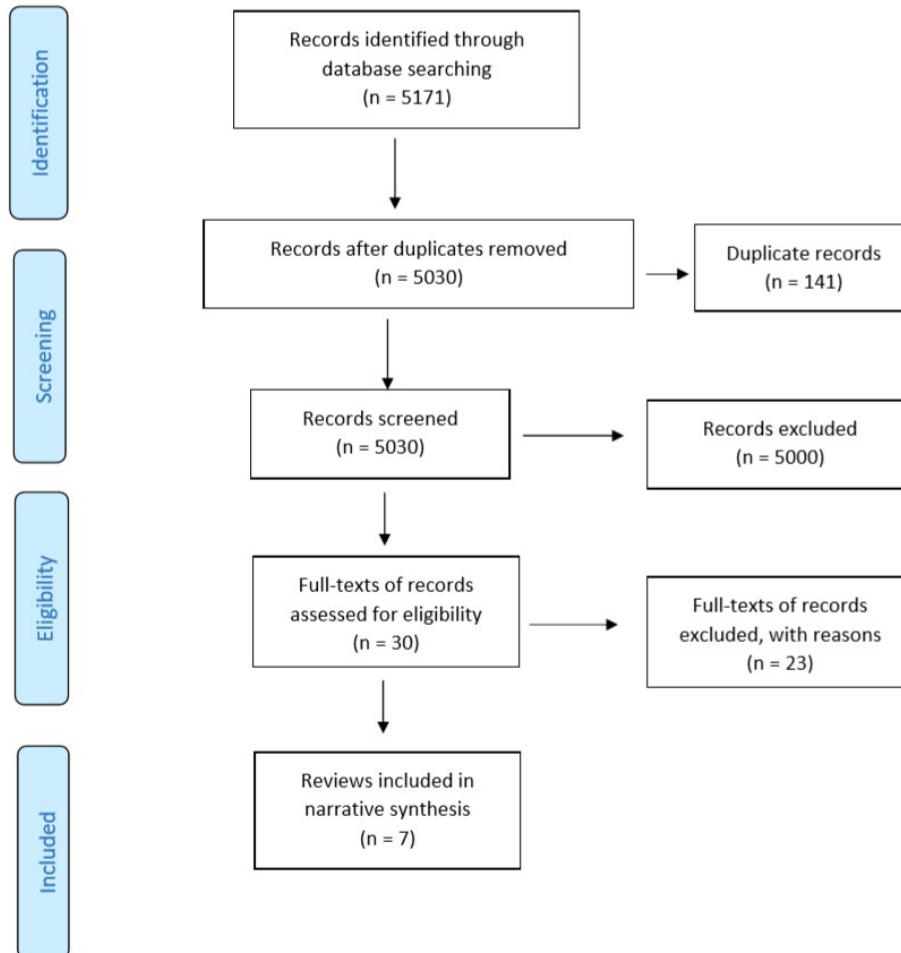 Identification
Records identified through
database searching
(n = 5171)
Records after duplicates removed
(n = 5030)
Duplicate records
(n = 141)
Screening
Records screened
(n = 5030)
Records excluded
(n = 5000)
Eligibility
Full-texts of records
assessed for eligibility
(n = 30)
Full-texts of records
excluded, with reasons
(n = 23)
Included
Reviews included in
narrative synthesis
(n = 7)